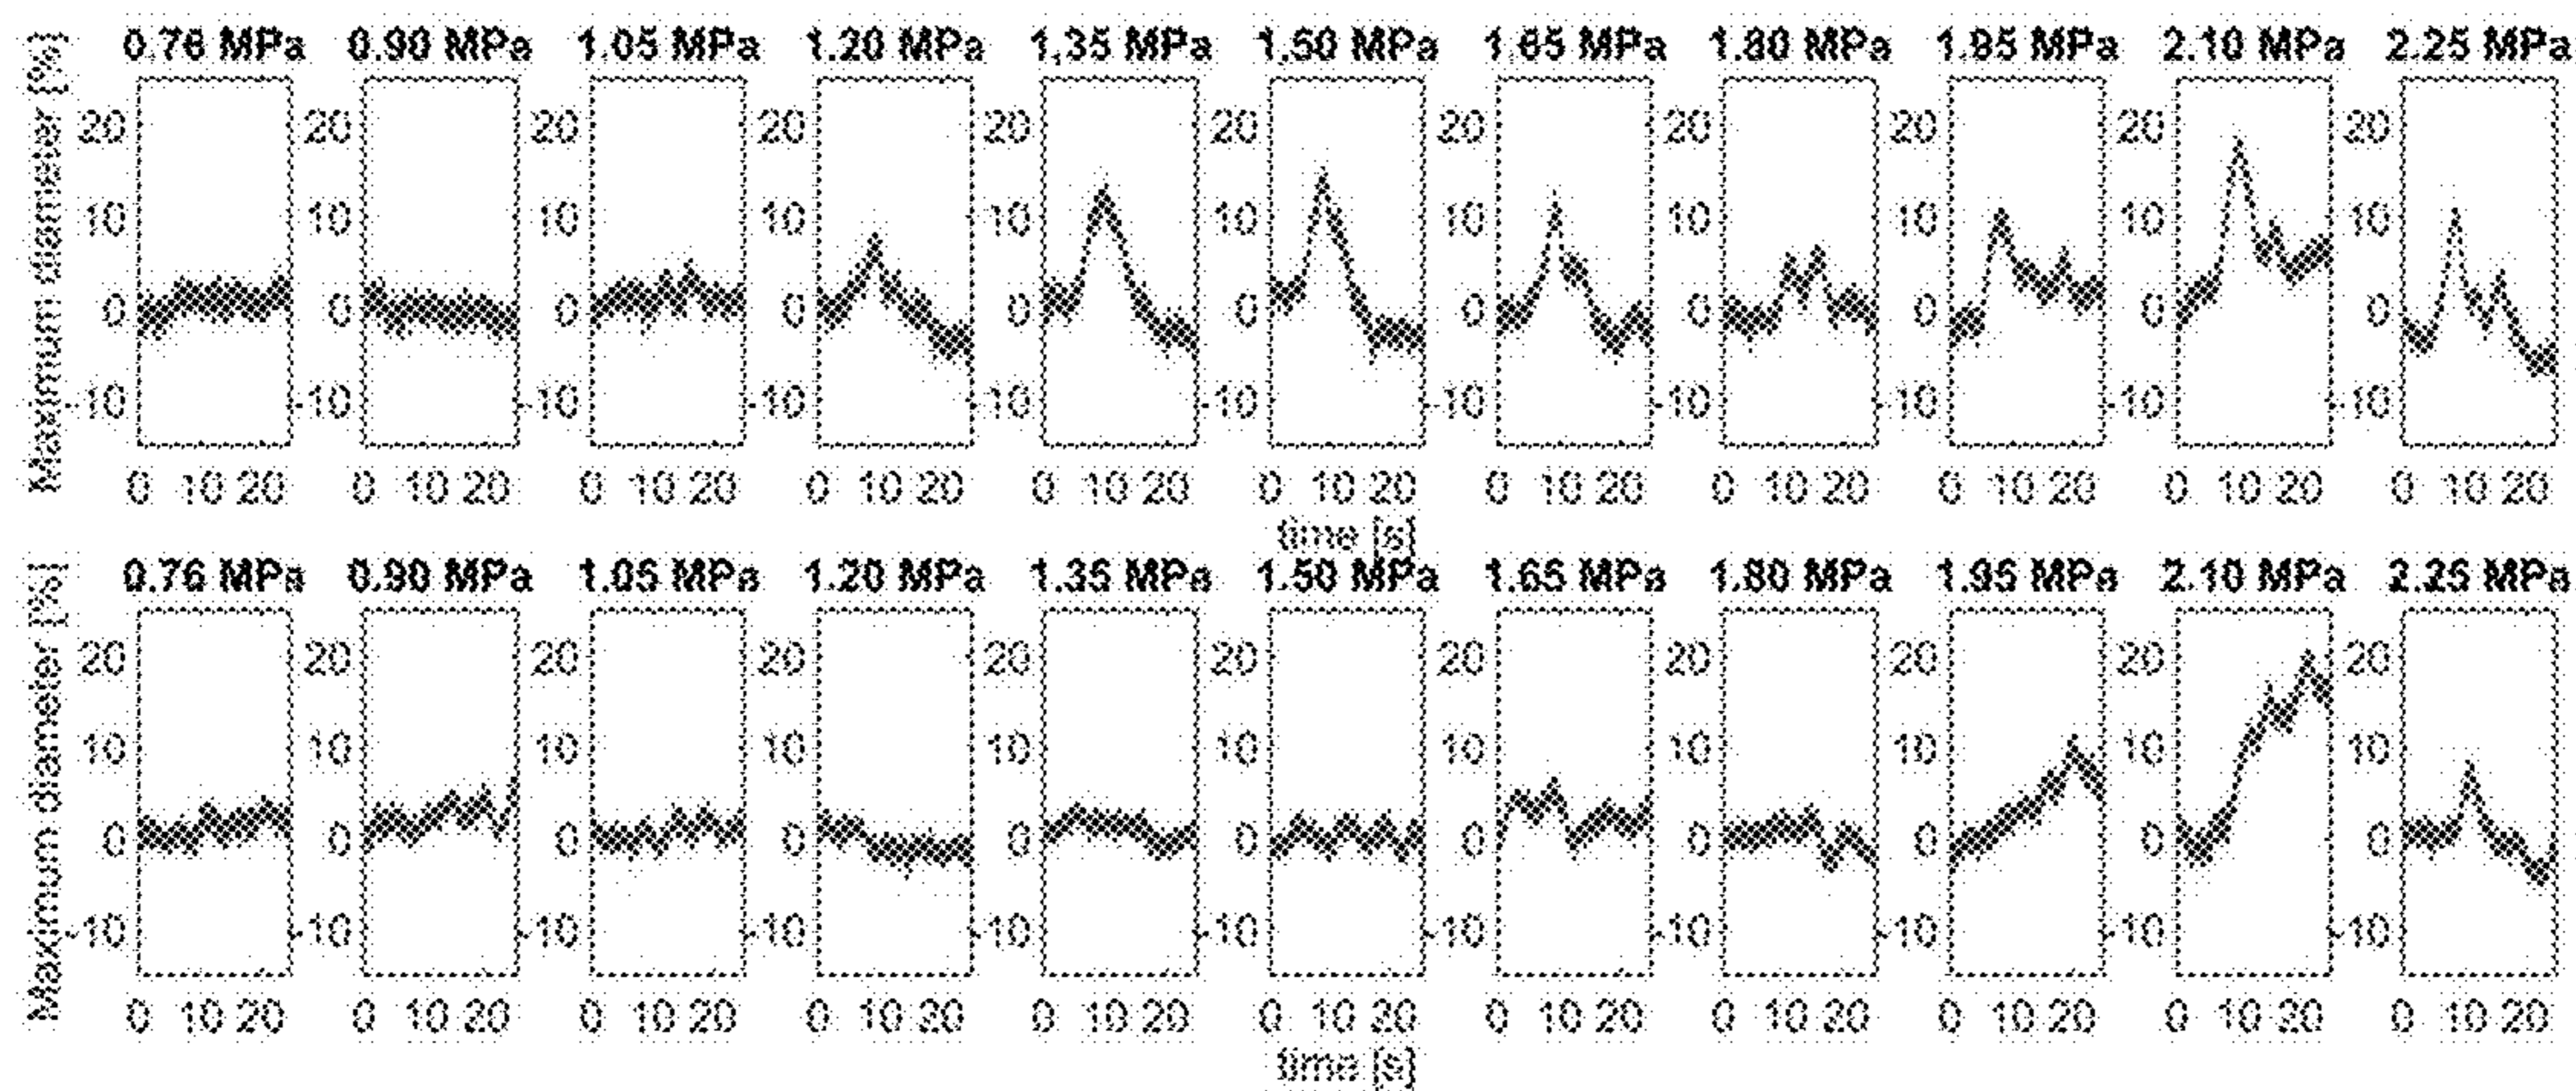 0.76 MPa 0.90 MPa 1.05 MPa 1.20 MPa 1.35 MPa 1.50 MPa 1.65 MPa 1.80 MPa 1.95 MPa 2.10 MPa 2.25 MPa
Maximum diameter [%]
20 20 20 20 20 20 20 20 20 20 20
10 10 10 10 10 10 10 10 10 10 10
0 0 0 0 0 0 0 0 0 0 0
-10 -10 -10 -10 -10 -10 -10 -10 -10 -10 -10
0 10 20 0 10 20 0 10 20 0 10 20 0 10 20 0 10 20 0 10 20 0 10 20 0 10 20 0 10 20 0 10 20
time [s]
0.76 MPa 0.90 MPa 1.05 MPa 1.20 MPa 1.35 MPa 1.50 MPa 1.65 MPa 1.80 MPa 1.95 MPa 2.10 MPa 2.25 MPa
Maximum diameter [%]
20 20 20 20 20 20 20 20 20 20 20
10 10 10 10 10 10 10 10 10 10 10
0 0 0 0 0 0 0 0 0 0 0
-10 -10 -10 -10 -10 -10 -10 -10 -10 -10 -10
0 10 20 0 10 20 0 10 20 0 10 20 0 10 20 0 10 20 0 10 20 0 10 20 0 10 20 0 10 20 0 10 20
time [s]